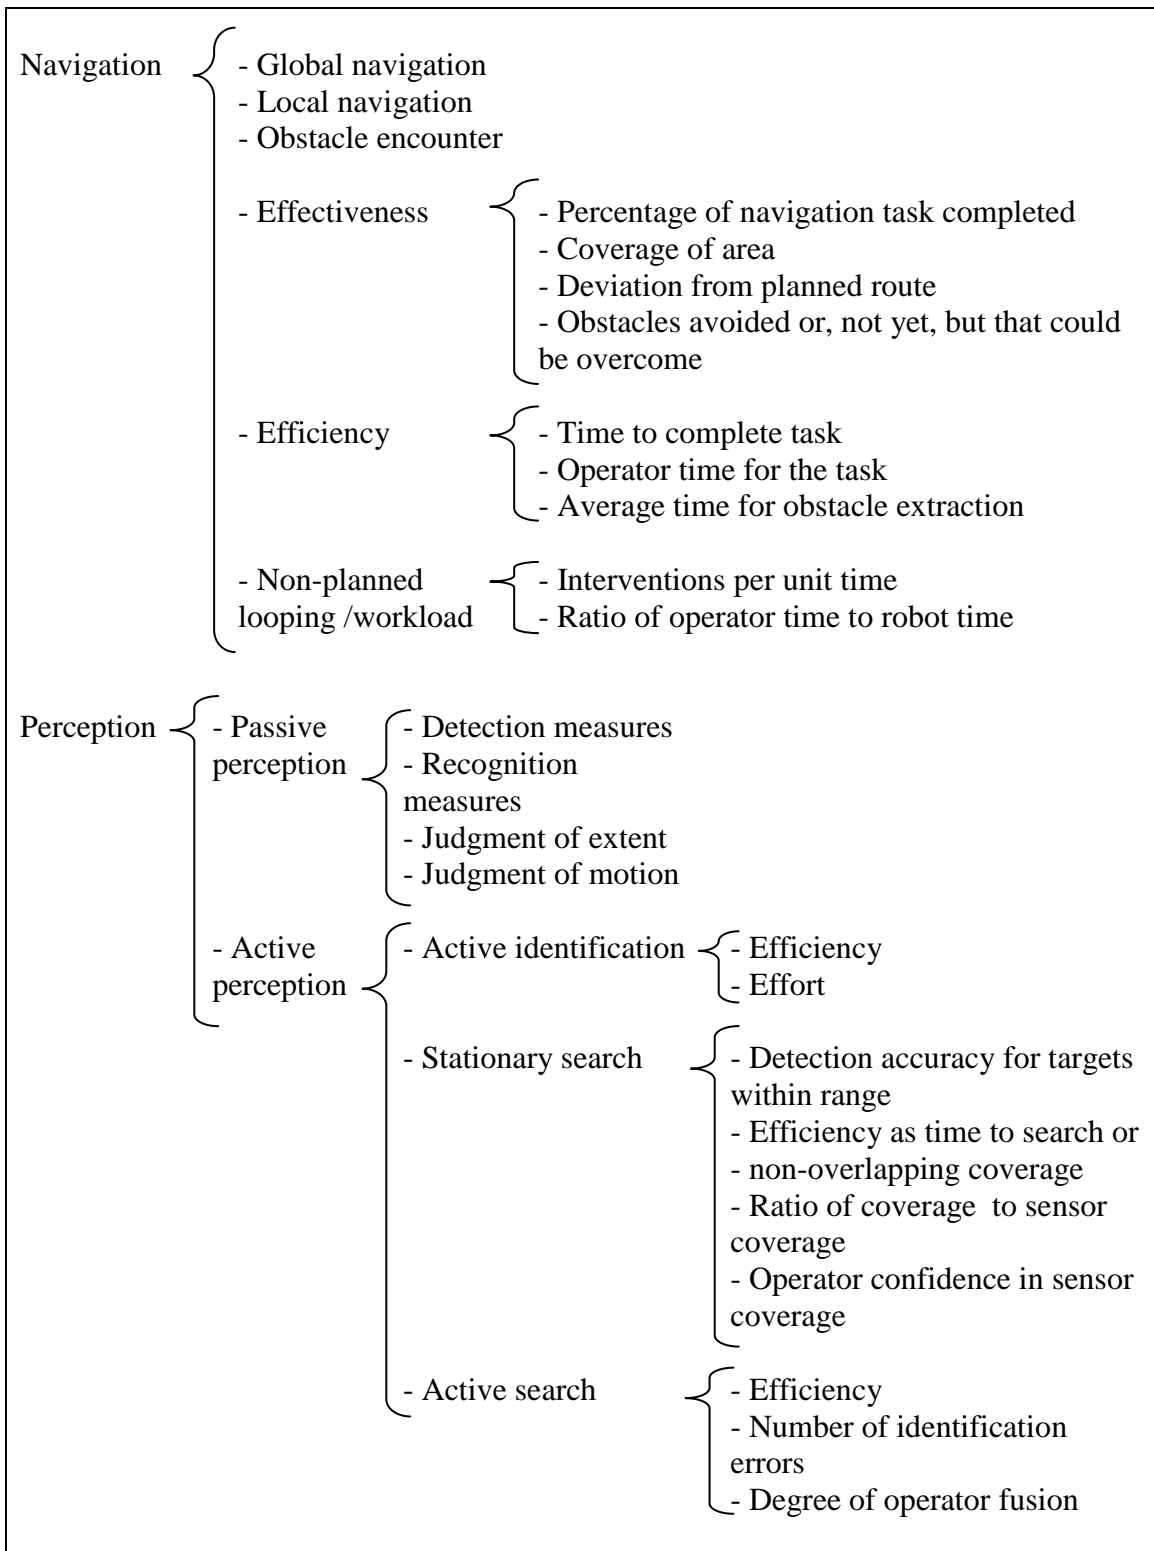 Navigation
- Global navigation
- Local navigation
- Obstacle encounter
- Effectiveness
- Percentage of navigation task completed
- Coverage of area
- Deviation from planned route
- Obstacles avoided or, not yet, but that could
be overcome
- Efficiency
- Time to complete task
- Operator time for the task
- Average time for obstacle extraction
- Non-planned
looping /workload
- Interventions per unit time
- Ratio of operator time to robot time
Perception
- Passive
perception
- Detection measures
- Recognition
measures
- Judgment of extent
- Judgment of motion
- Active
perception
- Active identification
- Efficiency
- Effort
- Stationary search
- Detection accuracy for targets
within range
- Efficiency as time to search or
- non-overlapping coverage
- Ratio of coverage  to sensor
coverage
- Operator confidence in sensor
coverage
- Active search
- Efficiency
- Number of identification
errors
- Degree of operator fusion